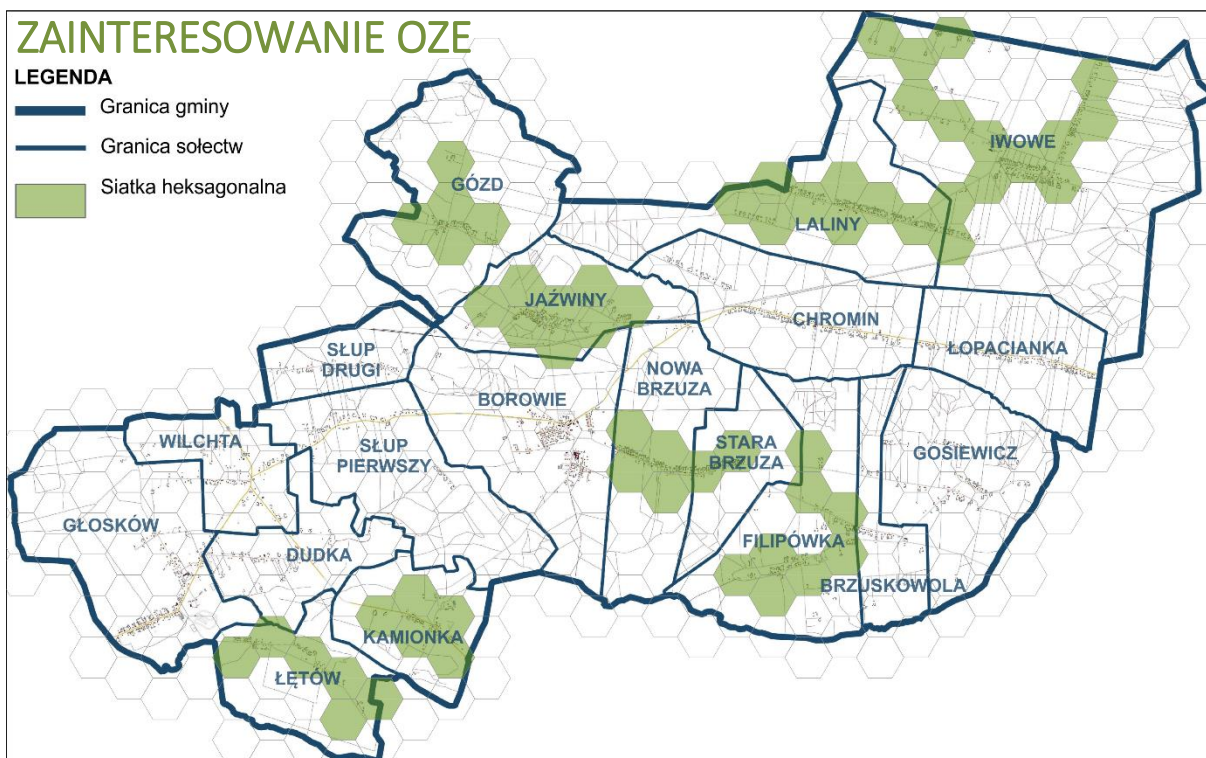 ZAINTERESOWANIE OZE
LEGENDA
Granica gminy
Granica sołectw
Siatka heksagonalna
IWOWE
GÓZD
LALINY
JAŹWINY
CHROMIN
ŁOPACIANKA
SŁUP
DRUGI
NOWA
BRZUZA
BOROWIE
WILCHTA
SŁUP
PIERWSZY
STARA
BRZUZA
GOŚIEWICZ
GŁOSKÓW
DUDKA
FILIPÓWKA
BRZUSKOWOLA
KAMIONKA
ŁĘTÓW